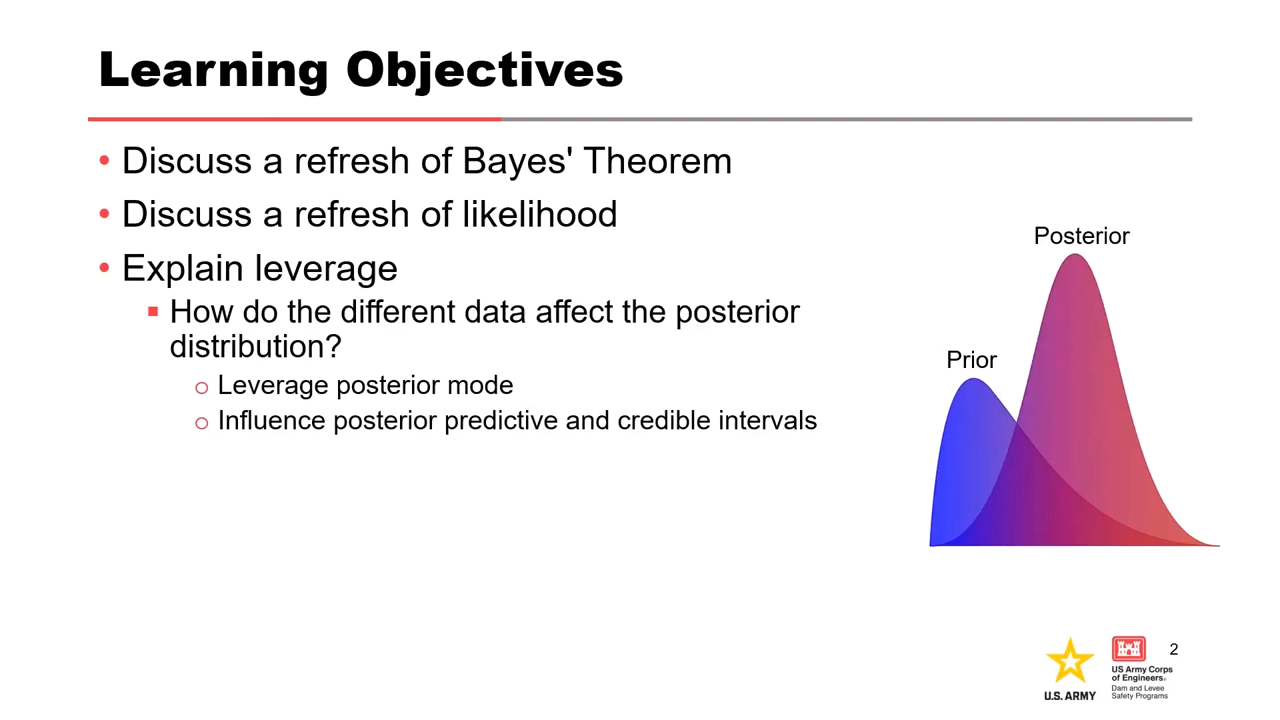 Learning Objectives
• Discuss a refresh of Bayes' Theorem
• Discuss a refresh of likelihood
• Explain leverage
▪ How do the different data affect the posterior
distribution?
o Leverage posterior mode
o Influence posterior predictive and credible intervals
Posterior
Prior
U.S. ARMY
US Army Corps
of Engineers®
Dam and Levee
Safety Programs
2